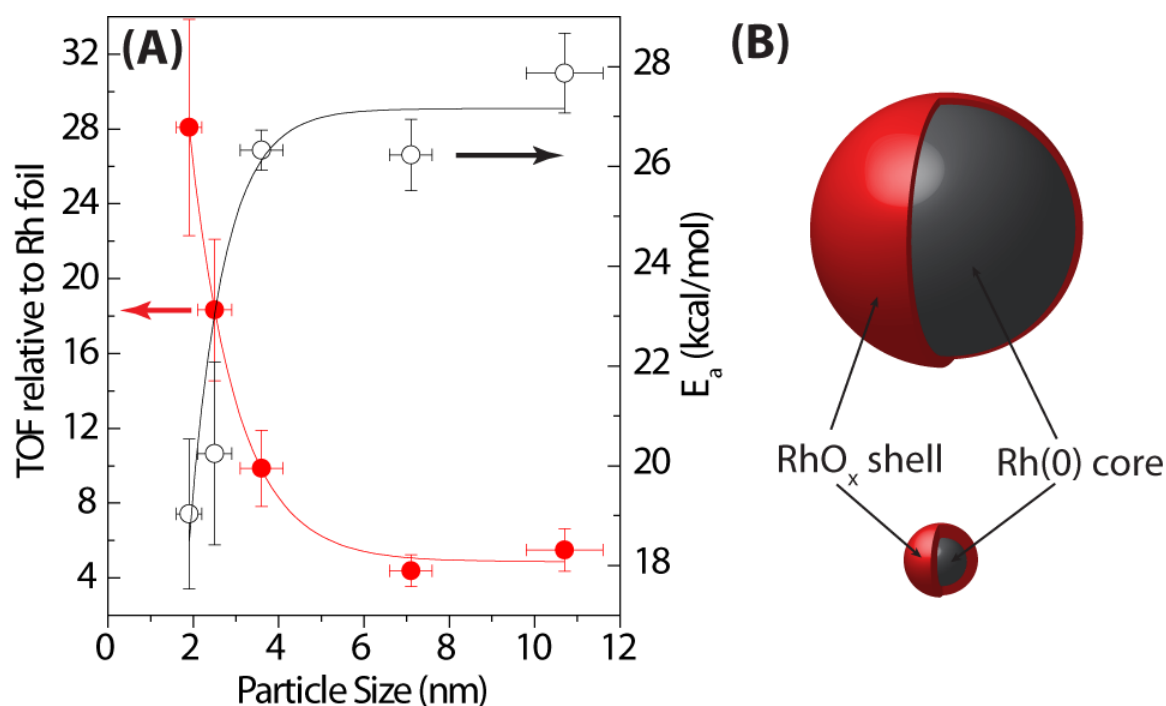 (A)
TOF relative to Rh foil
32
28
24
20
16
12
8
4
0 2 4 6 8 10 12
Particle Size (nm)
28
26
24
22
20
18
Eₐ (kcal/mol)
(B)
RhOₓ shell
Rh(0) core